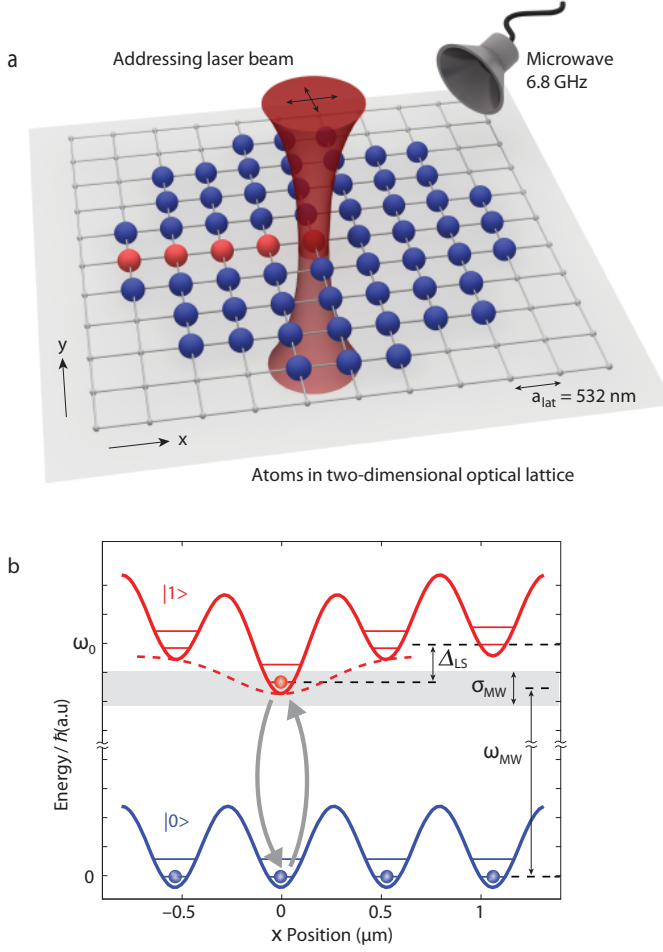 a
Addressing laser beam
Microwave
6.8 GHz
y
x
a_lat = 532 nm
Atoms in two-dimensional optical lattice
b
|1>
ω₀
Δ_LS
σ_MW
ω_MW
Energy / ħ(a.u)
|0>
0
−0.5 0 0.5 1
x Position (μm)